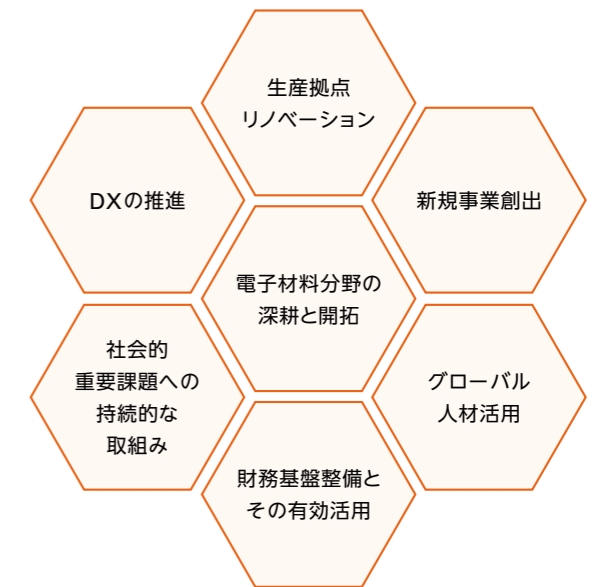 生産拠点
リノベーション
DXの推進
新規事業創出
電子材料分野の
深耕と開拓
社会的
重要課題への
持続的な
取組み
グローバル
人材活用
財務基盤整備と
その有効活用